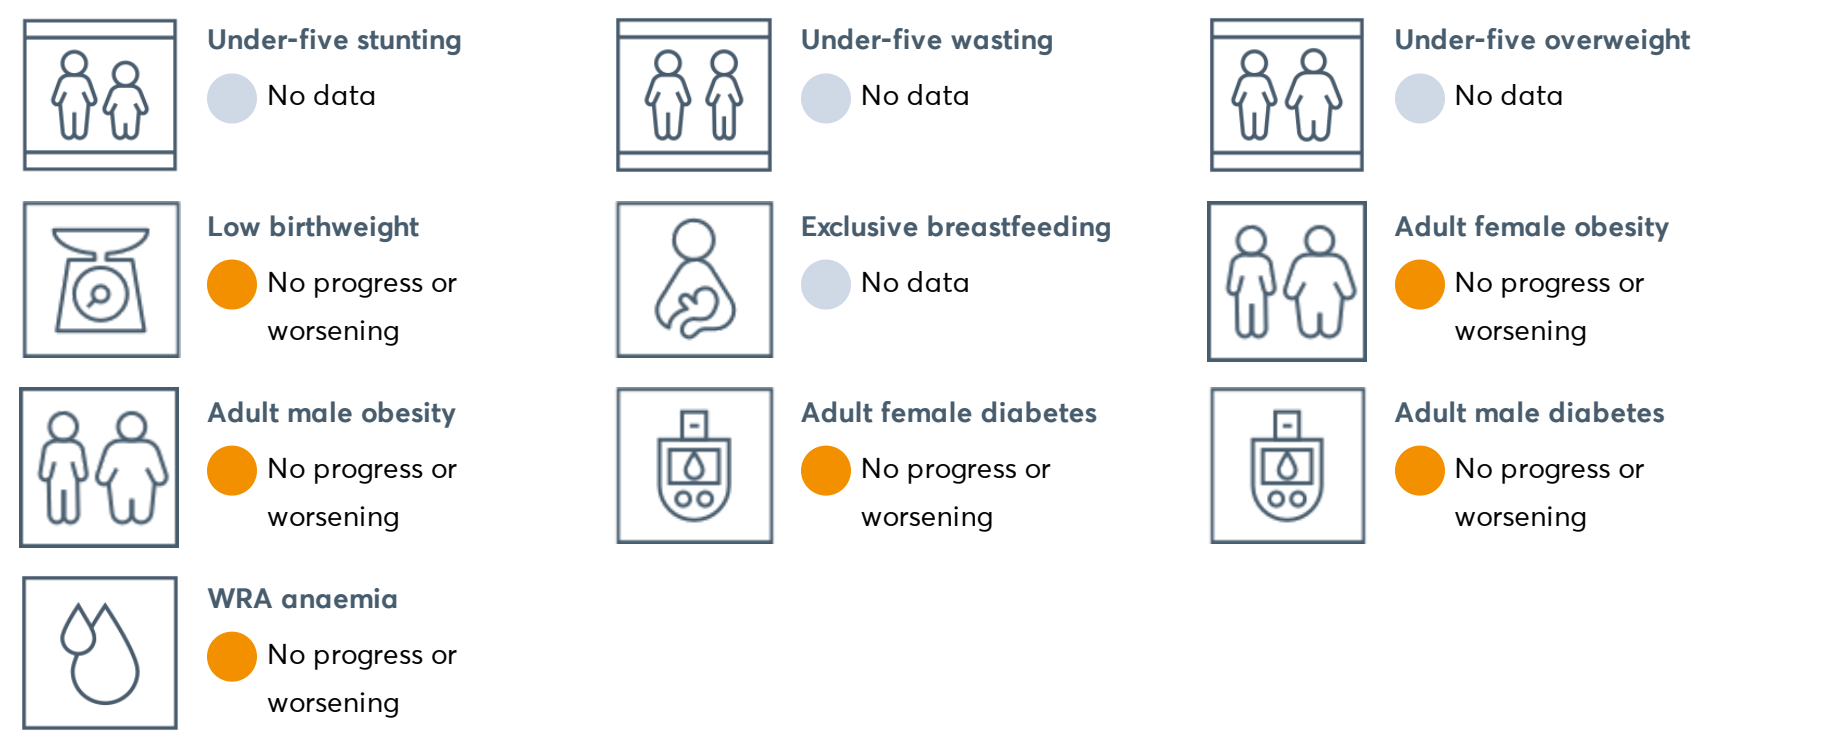 Under-five stunting
No data
Under-five wasting
No data
Under-five overweight
No data
Low birthweight
No progress or
worsening
Exclusive breastfeeding
No data
Adult female obesity
No progress or
worsening
Adult male obesity
No progress or
worsening
Adult female diabetes
No progress or
worsening
Adult male diabetes
No progress or
worsening
WRA anaemia
No progress or
worsening